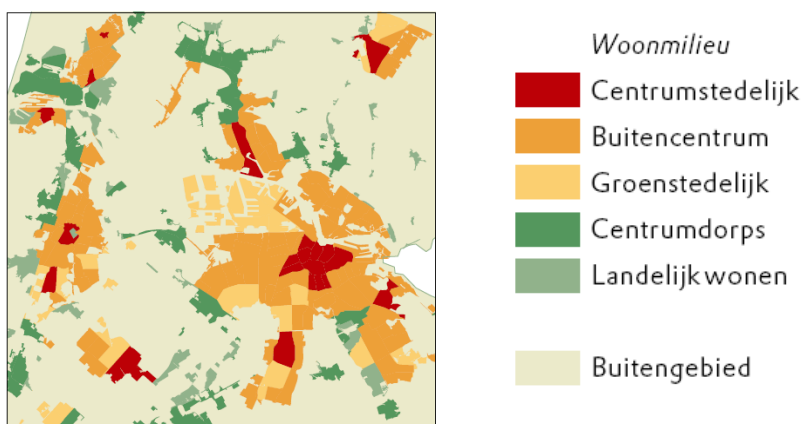 Woonmilieu
Centrumstedelijk
Buitencentrum
Groenstedelijk
Centrumdorps
Landelijk wonen
Buitengebied